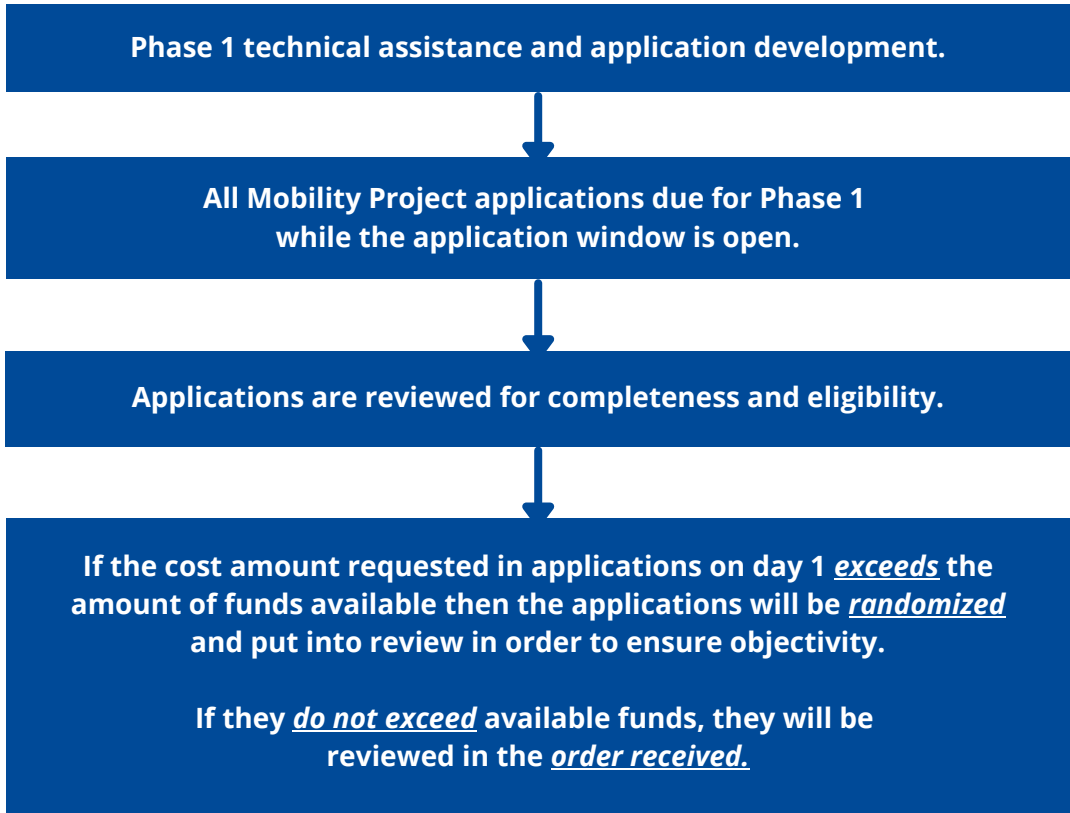 Phase 1 technical assistance and application development.
All Mobility Project applications due for Phase 1
while the application window is open.
Applications are reviewed for completeness and eligibility.
If the cost amount requested in applications on day 1 exceeds the
amount of funds available then the applications will be randomized
and put into review in order to ensure objectivity.
If they do not exceed available funds, they will be
reviewed in the order received.